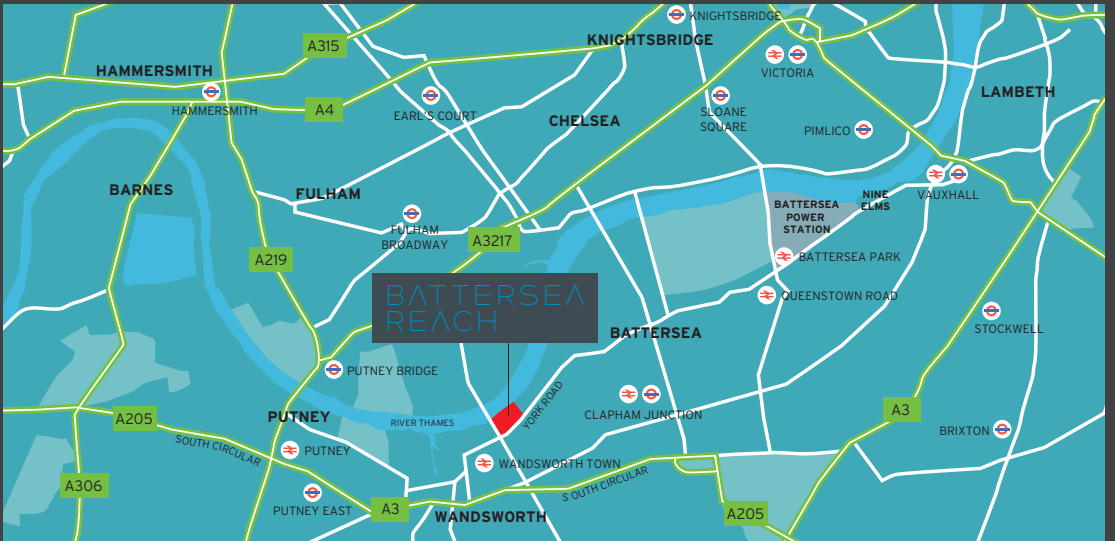 KNIGHTSBRIDGE
A315
KNIGHTSBRIDGE
HAMMERSMITH
VICTORIA
LAMBETH
HAMMERSMITH
A4
EARL'S COURT
CHELSEA
SLOANE
SQUARE
PIMLICO
BARNES
FULHAM
VAUXHALL
NINE
ELMS
BATTERSEA
POWER
STATION
FULHAM
BROADWAY
A3217
A219
BATTERSEA PARK
BATTERSEA
REACH
QUEENSTOWN ROAD
STOCKWELL
BATTERSEA
PUTNEY BRIDGE
YORK ROAD
A205
PUTNEY
RIVER THAMES
CLAPHAM JUNCTION
A3
BRIXTON
SOUTH CIRCULAR
PUTNEY
WANDSWORTH TOWN
A306
S OUTH CIRCULAR
PUTNEY EAST
A3
WANDSWORTH
A205